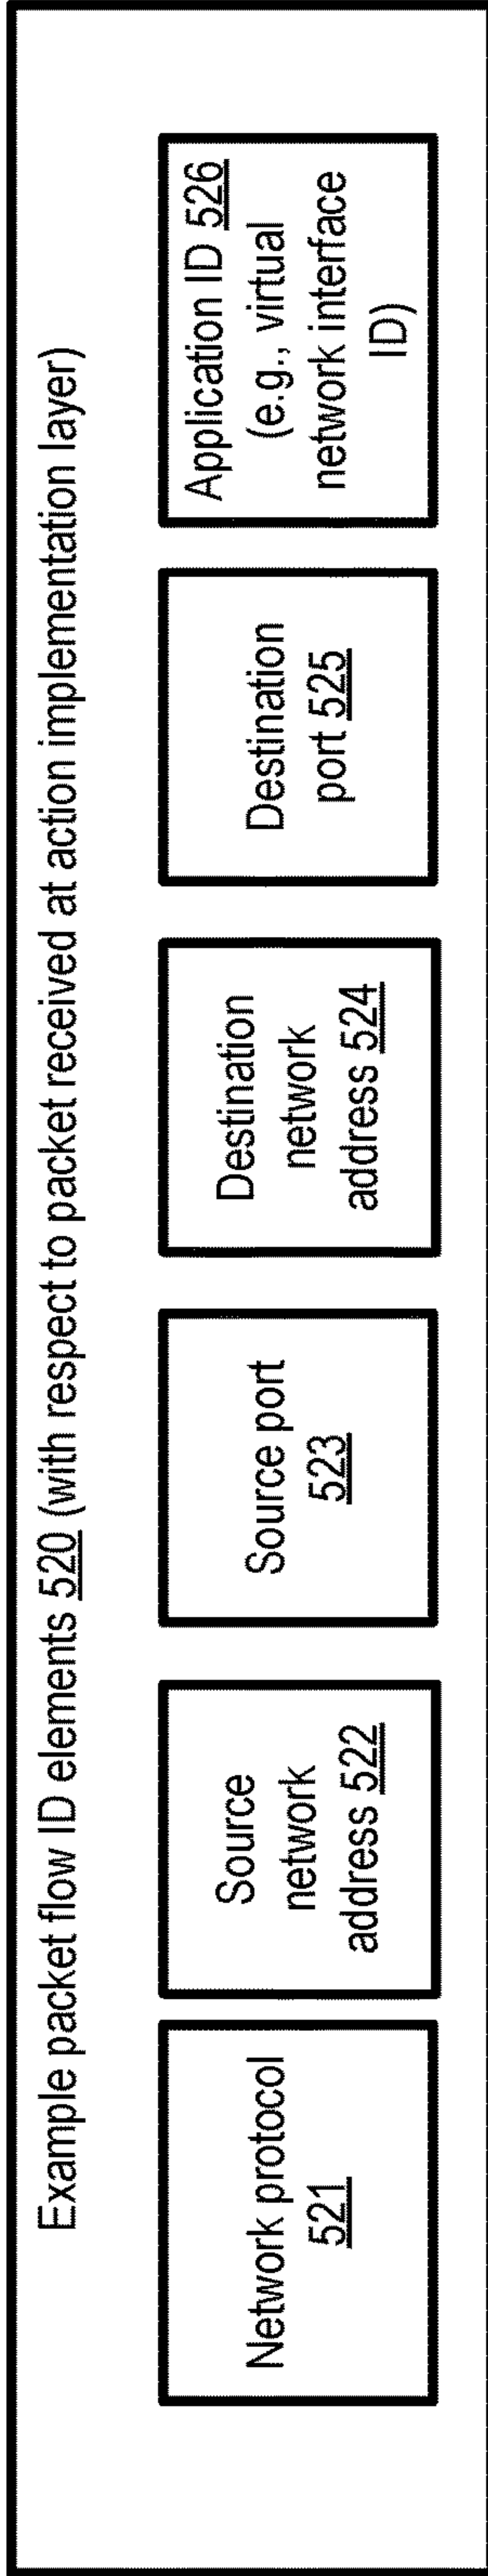 Example packet flow ID elements 520 (with respect to packet received at action implementation layer)
Network protocol
521
Source
network
address 522
Source port
523
Destination
network
address 524
Destination
port 525
Application ID 526
(e.g., virtual
network interface
ID)